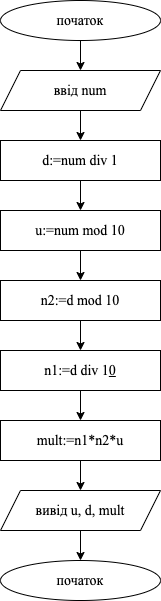 початок
ввід num
d:=num div 1
u:=num mod 10
n2:=d mod 10
n1:=d div 10
mult:=n1*n2*u
вивід u, d, mult
початок